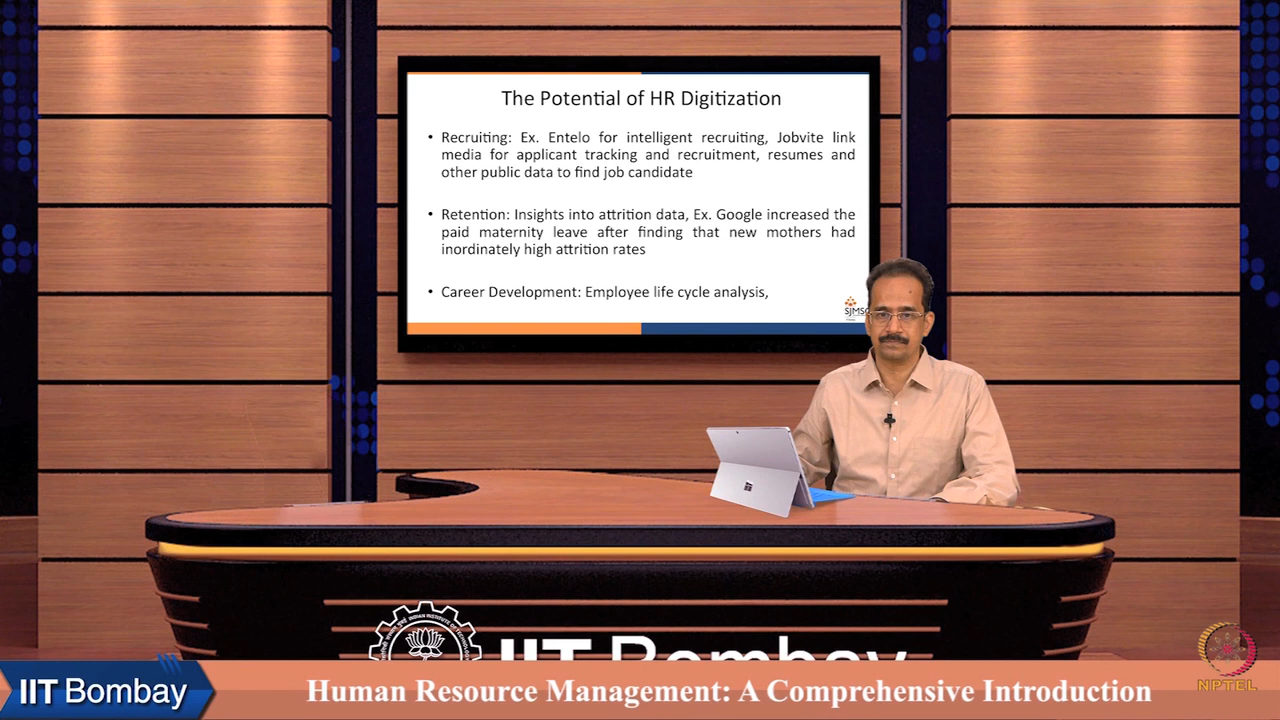 The Potential of HR Digitization
• Recruiting: Ex. Entelo for intelligent recruiting, Jobvite link
media for applicant tracking and recruitment, resumes and
other public data to find job candidate
• Retention: Insights into attrition data, Ex. Google increased the
paid maternity leave after finding that new mothers had
inordinately high attrition rates
• Career Development: Employee life cycle analysis,
SJMSO
IIT Bombay
IIT Bombay
Human Resource Management: A Comprehensive Introduction
NPTEL